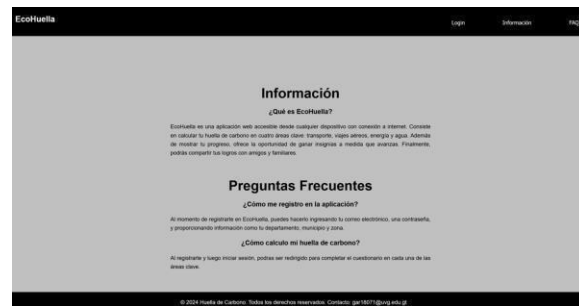 EcoHuella
Login Información FAQ
Información
¿Qué es EcoHuella?
EcoHuella es una aplicación web accesible desde cualquier dispositivo con conexión a internet. Consiste
en calcular tu huella de carbono en cuatro áreas clave: transporte, viajes aéreos, energía y agua. Además
de mostrar tu progreso, ofrece la oportunidad de ganar insignias a medida que avanzas. Finalmente,
podrás compartir tus logros con amigos y familiares.
Preguntas Frecuentes
¿Cómo me registro en la aplicación?
Al momento de registrarte en EcoHuella, puedes hacerlo ingresando tu correo electrónico, una contraseña,
y proporcionando información como tu departamento, municipio y zona.
¿Cómo calculo mi huella de carbono?
Al registrarte y luego iniciar sesión, podrás ser redirigido para completar el cuestionario en cada una de las
áreas clave.
© 2024 Huella de Carbono. Todos los derechos reservados. Contacto: gar18071@uvg.edu.gt